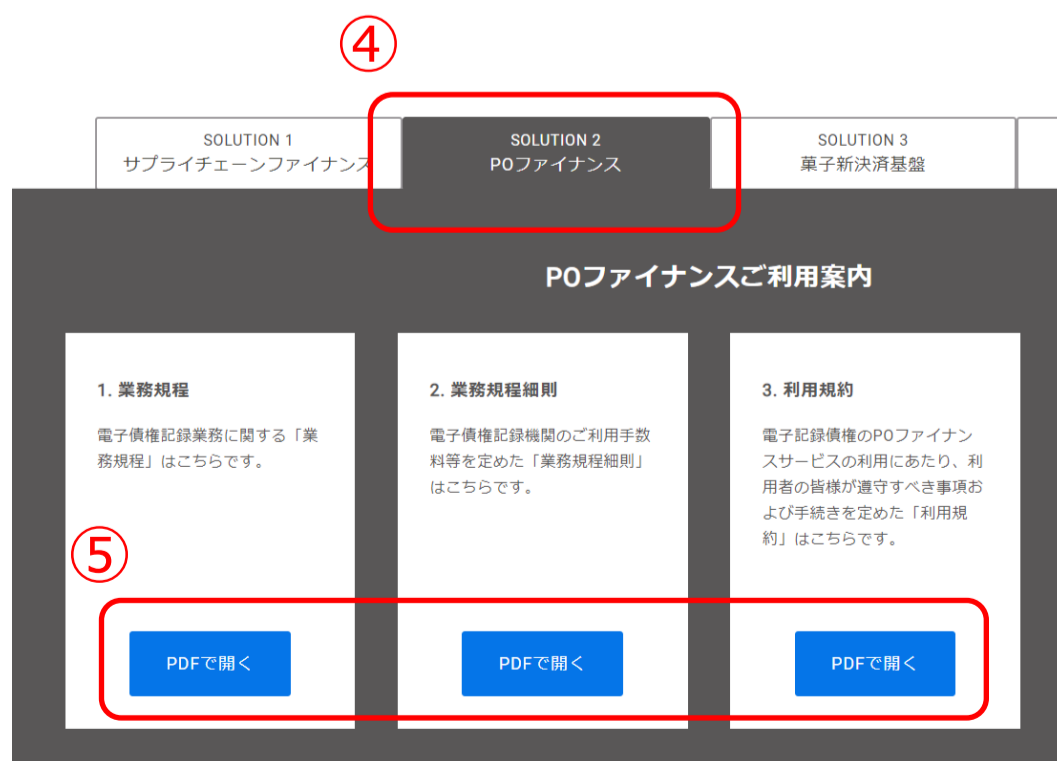 ④
SOLUTION 1
サプライチェーンファイナンス
SOLUTION 2
POファイナンス
SOLUTION 3
菓子新決済基盤
POファイナンスご利用案内
1. 業務規程
電子債権記録業務に関する「業
務規程」はこちらです。
2. 業務規程細則
電子債権記録機関のご利用手数
料等を定めた「業務規程細則」
はこちらです。
3. 利用規約
電子記録債権のPOファイナン
スサービスの利用にあたり、利
用者の皆様が遵守すべき事項お
よび手続きを定めた「利用規
約」はこちらです。
⑤
PDFで開く
PDFで開く
PDFで開く